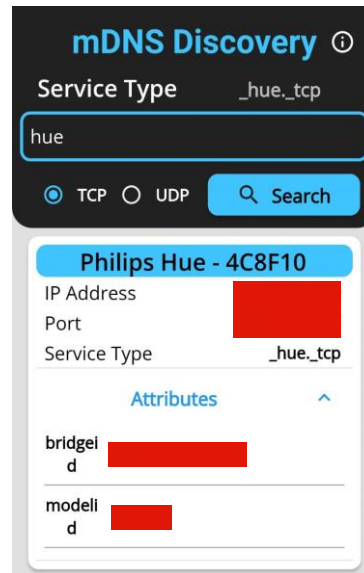 mDNS Discovery
Service Type _hue._tcp
hue
TCP UDP Search
Philips Hue - 4C8F10
IP Address
Port
Service Type _hue._tcp
Attributes
bridgei
d
modeli
d